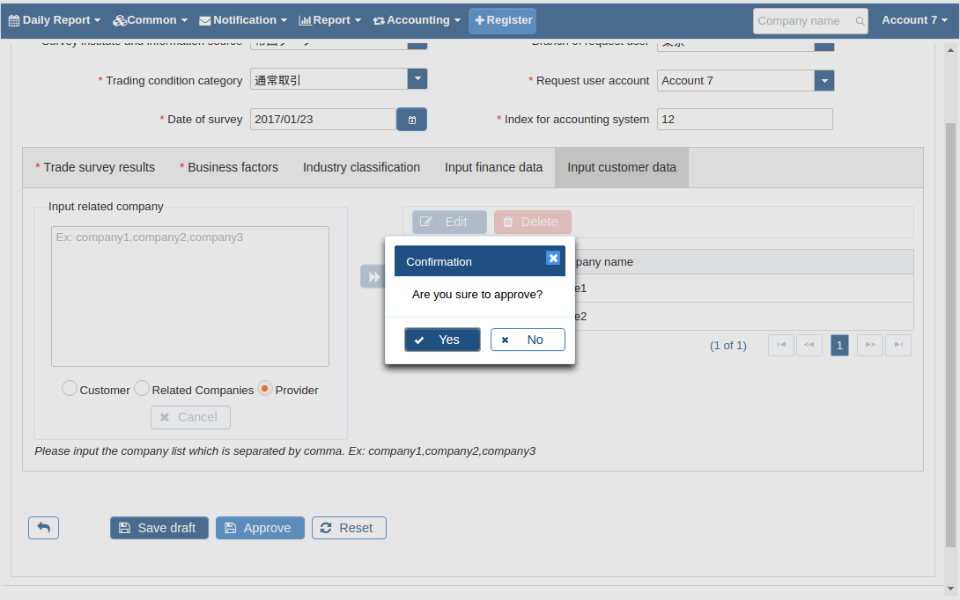 Daily Report Common Notification Report Accounting Register Company name Account 7
Survey institute and information source
Branch of request user
* Trading condition category 通常取引 * Request user account Account 7
* Date of survey 2017/01/23 * Index for accounting system 12
* Trade survey results * Business factors Industry classification Input finance data Input customer data
Input related company
Edit Delete
Ex: company1,company2,company3
pany name
e1
e2
Confirmation
Are you sure to approve?
Yes No
(1 of 1) 1
Customer Related Companies Provider
Cancel
Please input the company list which is separated by comma. Ex: company1,company2,company3
Save draft Approve Reset